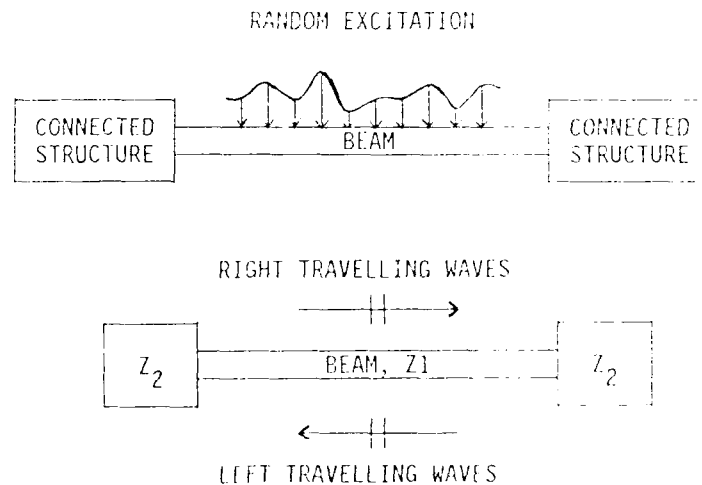 RANDOM EXCITATION
CONNECTED
STRUCTURE
BEAM
CONNECTED
STRUCTURE
RIGHT TRAVELLING WAVES
Z2
BEAM, Z1
Z2
LEFT TRAVELLING WAVES